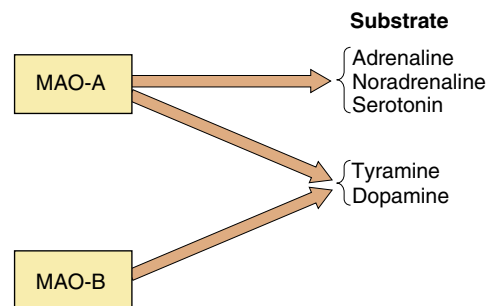 Substrate
MAO-A
Adrenaline
Noradrenaline
Serotonin
Tyramine
Dopamine
MAO-B